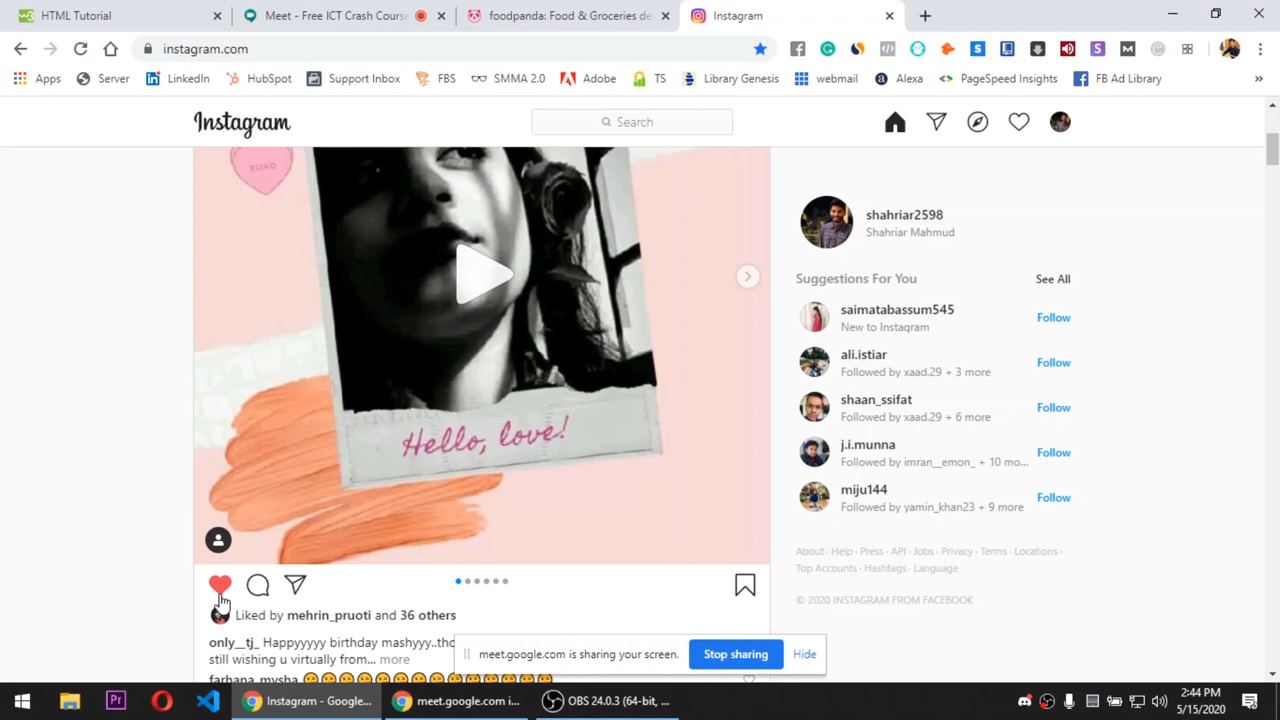 HTML Tutorial
Meet - Free ICT Crash Cours
foodpanda: Food & Groceries de
Instagram
instagram.com
Apps
Server
LinkedIn
HubSpot
Support Inbox
FBS
SMMA 2.0
Adobe
TS
Library Genesis
webmail
Alexa
PageSpeed Insights
FB Ad Library
»
Instagram
Search
XOXO
Hello, love!
shahriar2598
Shahriar Mahmud
Suggestions For You
See All
saimatabassum545
New to Instagram
Follow
ali.istiar
Followed by xaad.29 + 3 more
Follow
shaan_ssifat
Followed by xaad.29 + 6 more
Follow
j.i.munna
Followed by imran__emon_ + 10 mo...
Follow
miju144
Followed by yamin_khan23 + 9 more
Follow
About · Help · Press · API · Jobs · Privacy · Terms · Locations ·
Top Accounts · Hashtags · Language
© 2020 INSTAGRAM FROM FACEBOOK
Liked by mehrin_pruoti and 36 others
only__tj_ Happyyyyy birthday mashyy..tho
still wishing u virtually from... more
farhana_mysha
meet.google.com is sharing your screen.
Stop sharing
Hide
Instagram - Google...
meet.google.com i...
OBS 24.0.3 (64-bit, ...
2:44 PM
5/15/2020